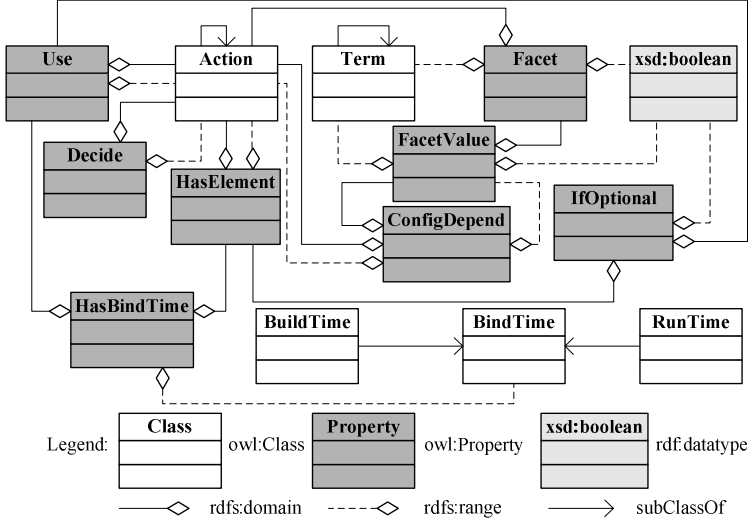 Use
Action
Term
Facet
xsd:boolean
Decide
HasElement
FacetValue
ConfigDepend
IfOptional
HasBindTime
BuildTime
BindTime
RunTime
Legend:
Class
owl:Class
Property
owl:Property
xsd:boolean
rdf:datatype
rdfs:domain
rdfs:range
subClassOf